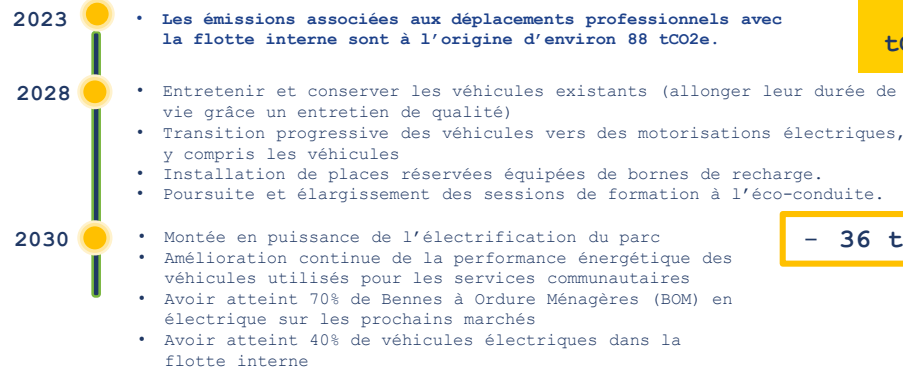 2023
• Les émissions associées aux déplacements professionnels avec
la flotte interne sont à l’origine d’environ 88 tCO2e.
2028
• Entretenir et conserver les véhicules existants (allonger leur durée de
vie grâce un entretien de qualité)
• Transition progressive des véhicules vers des motorisations électriques,
y compris les véhicules
• Installation de places réservées équipées de bornes de recharge.
• Poursuite et élargissement des sessions de formation à l’éco-conduite.
2030
• Montée en puissance de l’électrification du parc
• Amélioration continue de la performance énergétique des
véhicules utilisés pour les services communautaires
• Avoir atteint 70% de Bennes à Ordure Ménagères (BOM) en
électrique sur les prochains marchés
• Avoir atteint 40% de véhicules électriques dans la
flotte interne
- 36 t